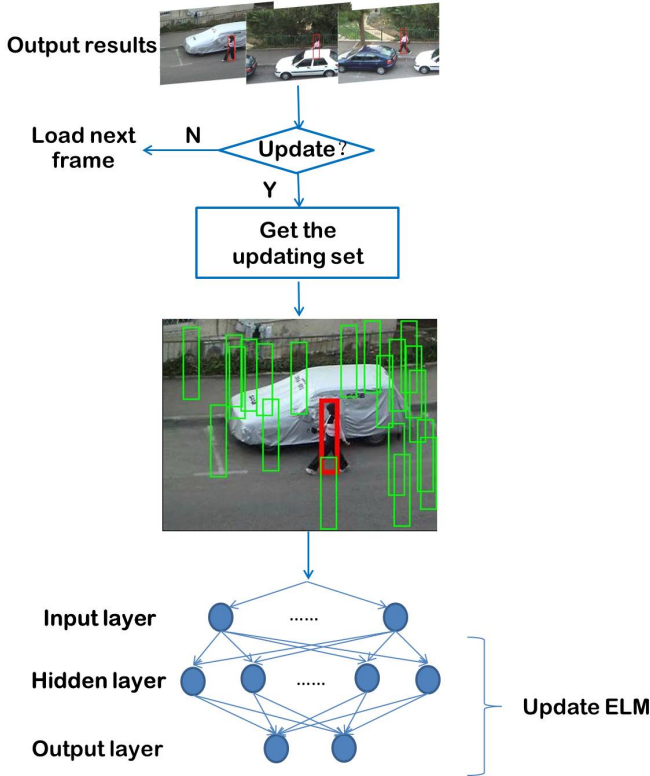 Output results
Update?
N
Load next
frame
Y
Get the
updating set
Input layer
......
Hidden layer
......
Update ELM
Output layer